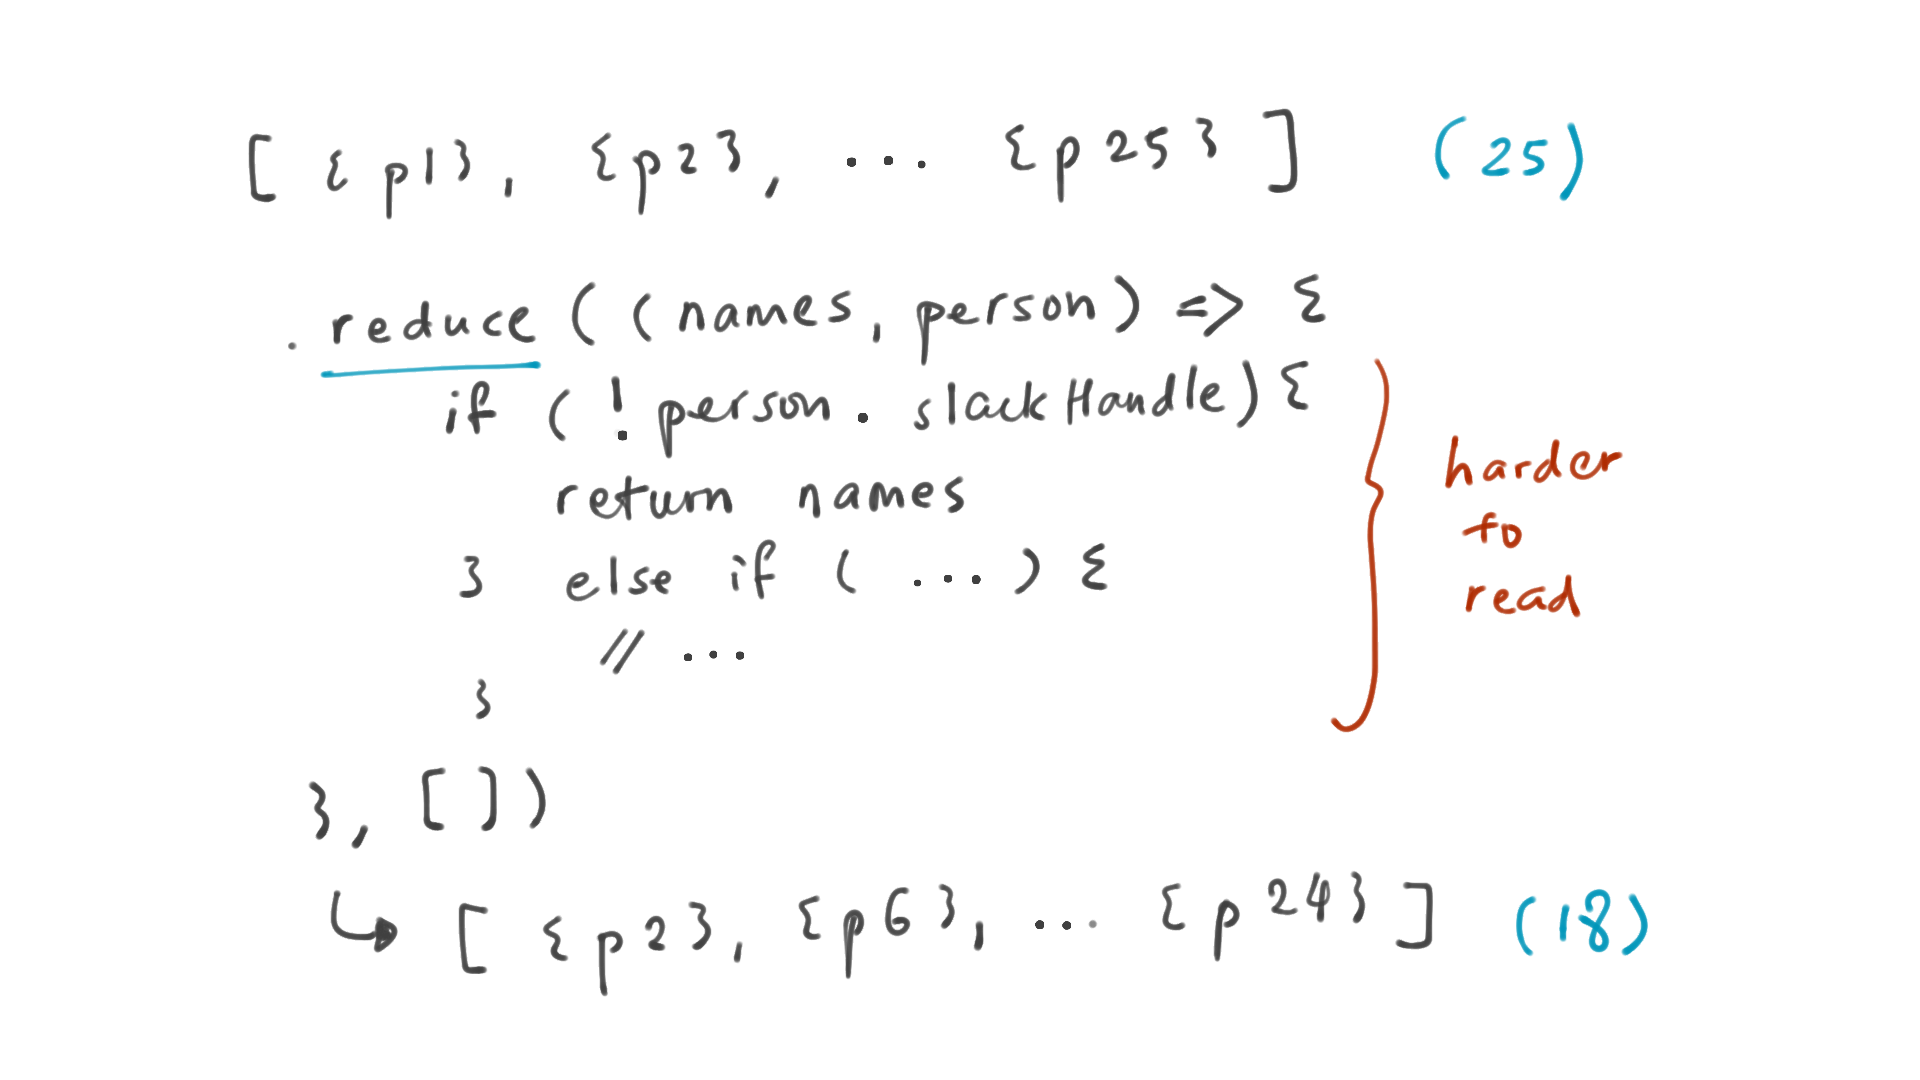 [ {p1}, {p2}, ... {p25} ] (25)
.reduce((names, person) => {
if (!person.slackHandle) {
return names
} else if (...) {
// ...
}
}, [])
harder
to
read
↳ [ {p2}, {p6}, ... {p24} ] (18)